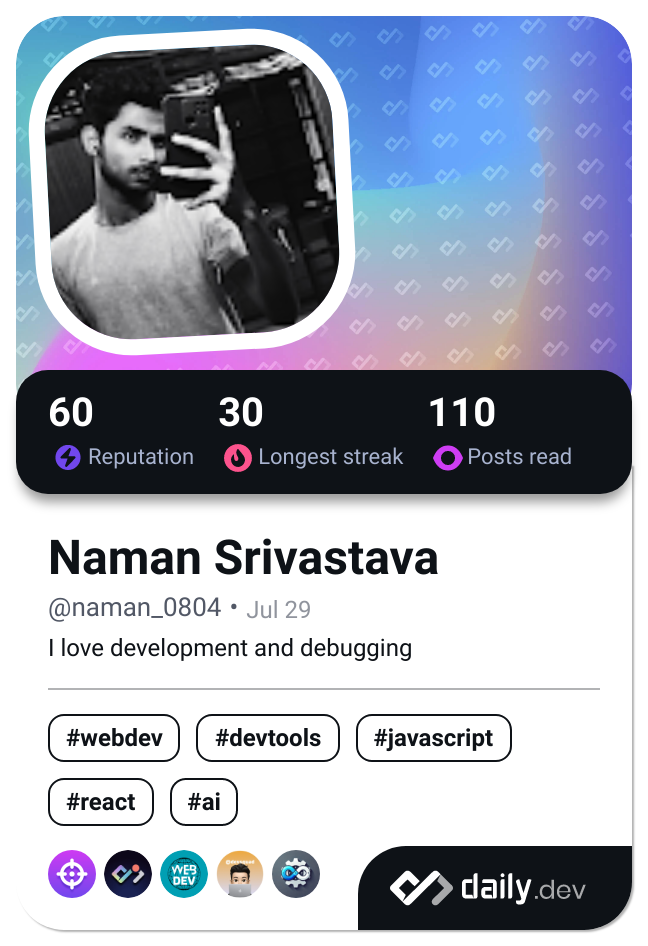 60 30 110
Reputation Longest streak Posts read
Naman Srivastava
@naman_0804 • Jul 29
I love development and debugging
#webdev #devtools #javascript
#react #ai
WEB
DEV
daily.dev